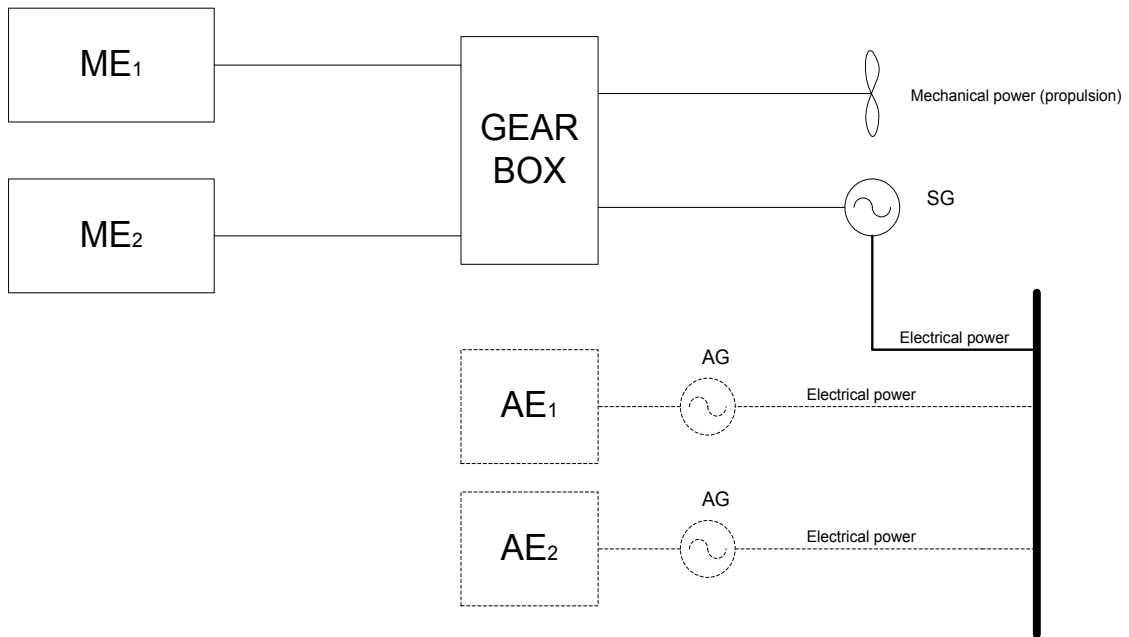 ME1
GEAR
BOX
Mechanical power (propulsion)
ME2
SG
Electrical power
AE1
AG
Electrical power
AE2
AG
Electrical power